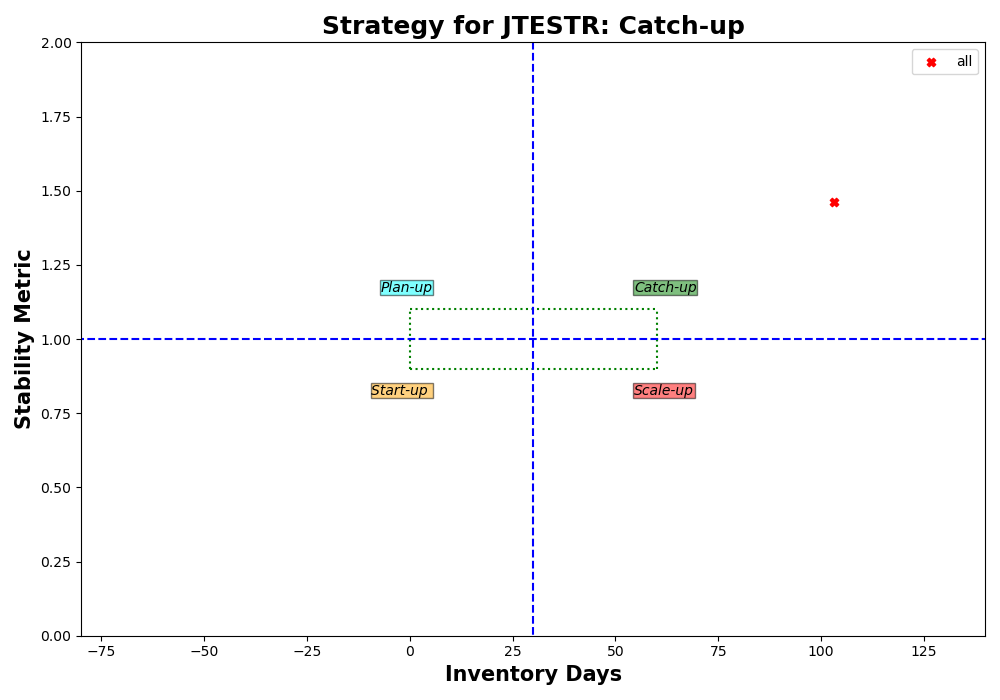 Strategy for JTESTR: Catch-up
all
Stability Metric
2.00
1.75
1.50
1.25
1.00
0.75
0.50
0.25
0.00
Plan-up
Catch-up
Start-up
Scale-up
−75
−50
−25
0
25
50
75
100
125
Inventory Days